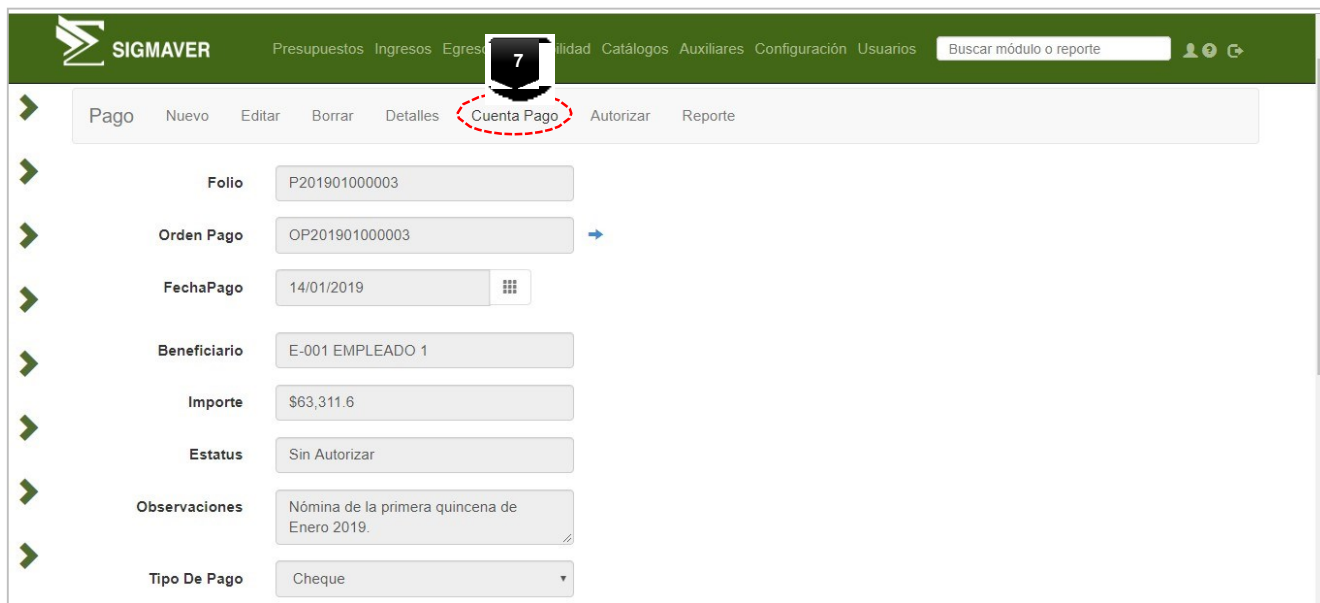 SIGMAVER Presupuestos Ingresos Egres ilidad Catálogos Auxiliares Configuración Usuarios Buscar módulo o reporte
7
Pago Nuevo Editar Borrar Detalles Cuenta Pago Autorizar Reporte
Folio P201901000003
Orden Pago OP201901000003
FechaPago 14/01/2019
Beneficiario E-001 EMPLEADO 1
Importe $63,311.6
Estatus Sin Autorizar
Observaciones Nómina de la primera quincena de
Enero 2019.
Tipo De Pago Cheque